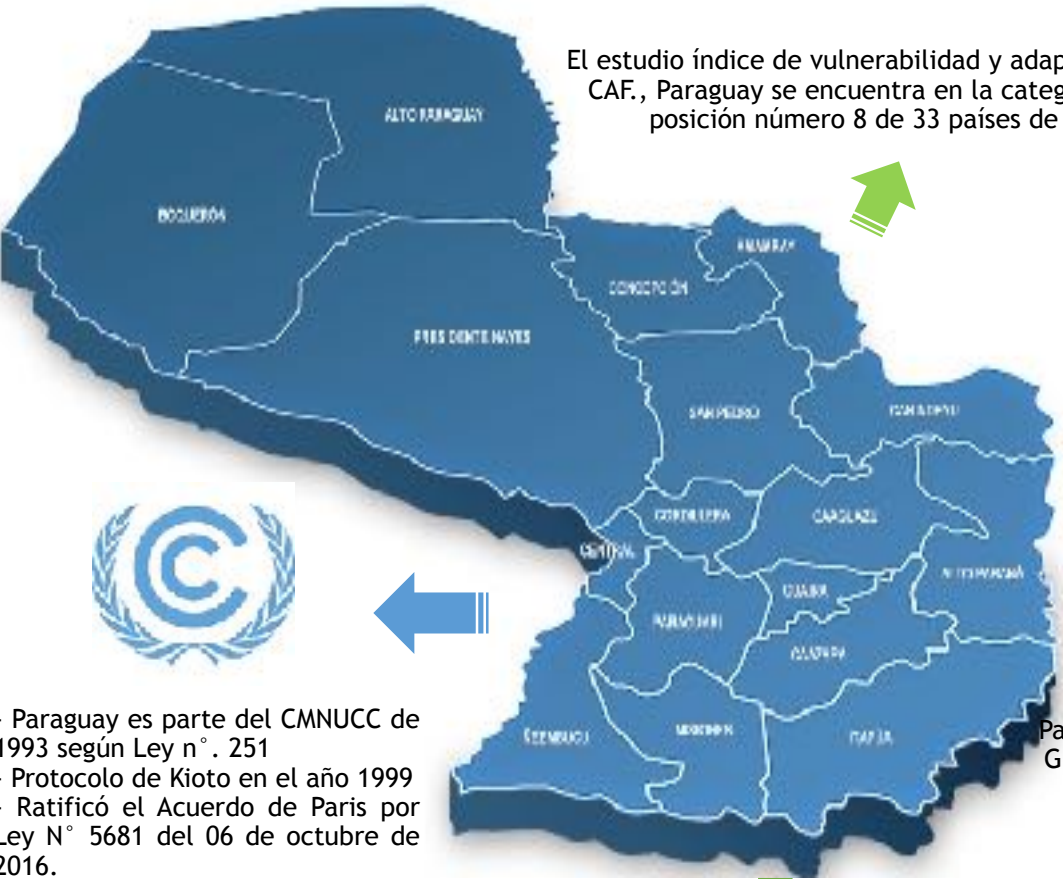 El estudio índice de vulnerabilidad y adap
CAF., Paraguay se encuentra en la categ
posición número 8 de 33 países de
ALTO PARAGUAY
BOQUERÓN
AMAMBAY
CONCEPCIÓN
PRESIDENTE HAYES
SAN PEDRO
CANINDEYU
CORDILLERA
CAAGUAZU
CENTRAL
ALTO PARANÁ
GUAIRA
PARAGUARI
CAAZAPA
ÑEEMBUCU
MISIONES
ITAPUA
- Paraguay es parte del CMNUCC de
1993 según Ley n°. 251
- Protocolo de Kioto en el año 1999
- Ratificó el Acuerdo de Paris por
Ley N° 5681 del 06 de octubre de
2016.
Pa
G